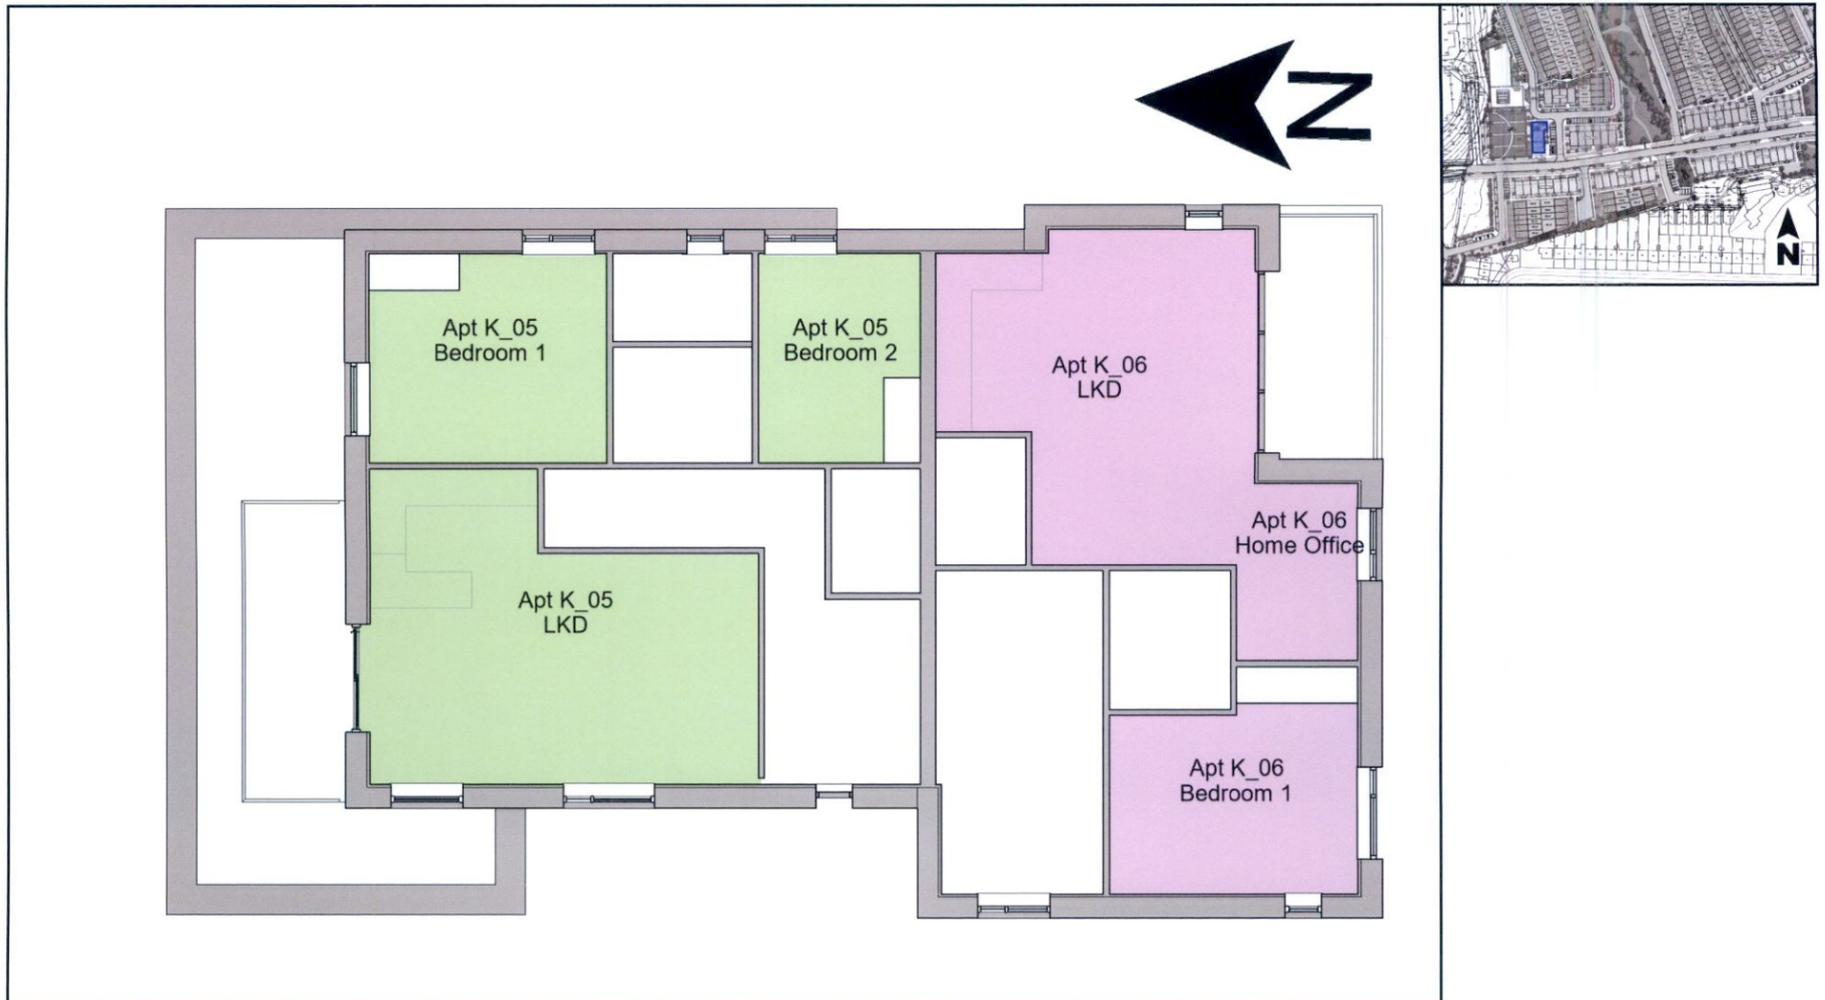 N
N
Apt K_05
Bedroom 1
Apt K_05
Bedroom 2
Apt K_06
LKD
Apt K_06
Home Office
Apt K_05
LKD
Apt K_06
Bedroom 1